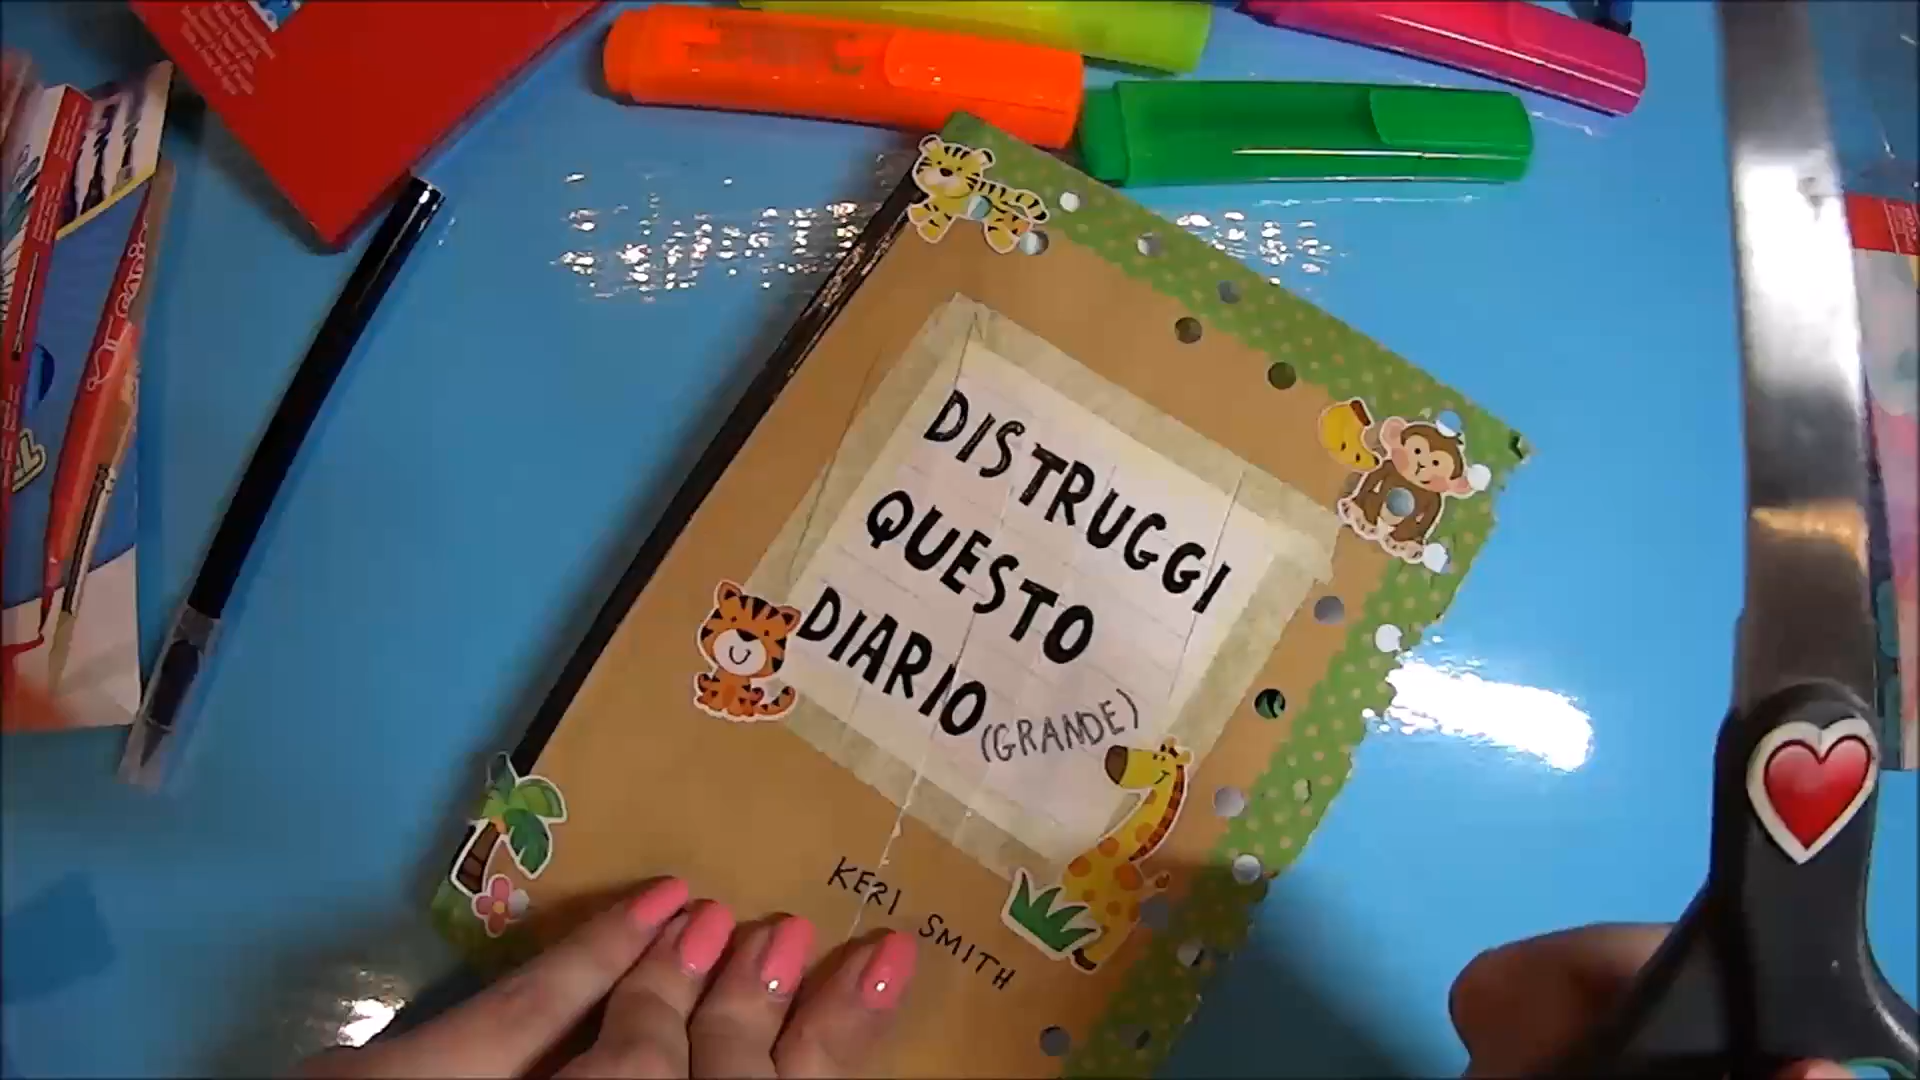 DISTRUGGI
QUESTO
DIARIO (GRANDE)
KERI SMITH